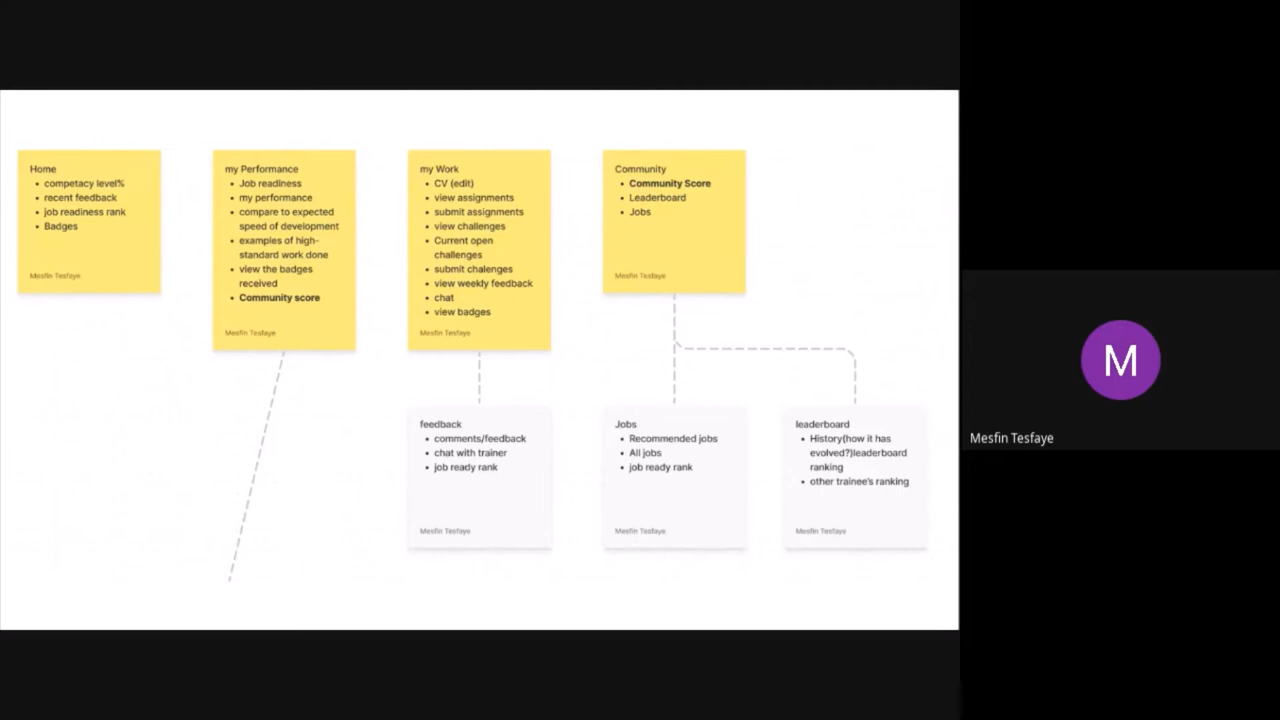 Home
• competacy level%
• recent feedback
• job readiness rank
• Badges
Mesfin Tesfaye
my Performance
• Job readiness
• my performance
• compare to expected
speed of development
• examples of high-
standard work done
• view the badges
received
• Community score
Mesfin Tesfaye
my Work
• CV (edit)
• view assignments
• submit assignments
• view challenges
• Current open
challenges
• submit chalenges
• view weekly feedback
• chat
• view badges
Mesfin Tesfaye
Community
• Community Score
• Leaderboard
• Jobs
Mesfin Tesfaye
feedback
• comments/feedback
• chat with trainer
• job ready rank
Mesfin Tesfaye
Jobs
• Recommended jobs
• All jobs
• job ready rank
Mesfin Tesfaye
leaderboard
• History(how it has
evolved?)leaderboard
ranking
• other trainee's ranking
Mesfin Tesfaye
M
Mesfin Tesfaye